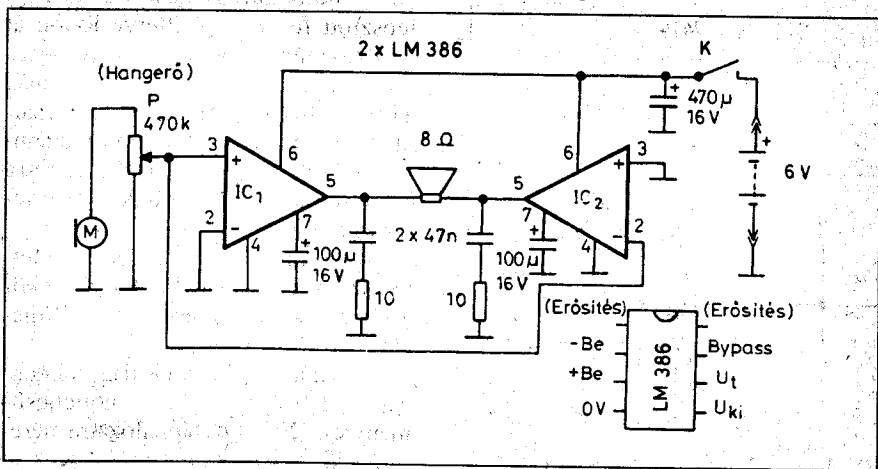 2 x LM 386
K
(Hangerő)
P
470k
3
+
6
IC₁
5
2
-
4
7
+
100µ
16V
8 Ω
2 x 47n
10
10
+
470µ
16V
+
6 V
6
3
+
5
IC₂
7
+
4
2
-
100µ
16V
M
(Erősítés) (Erősítés)
-Be Bypass
+Be Ut
0V Uki
LM 386